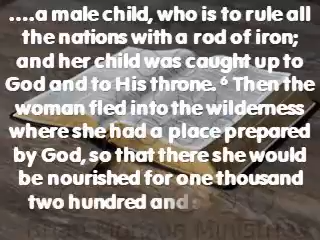 ....a male child, who is to rule all
the nations with a rod of iron;
and her child was caught up to
God and to His throne. 6 Then the
woman fled into the wilderness
where she had a place prepared
by God, so that there she would
be nourished for one thousand
two hundred and